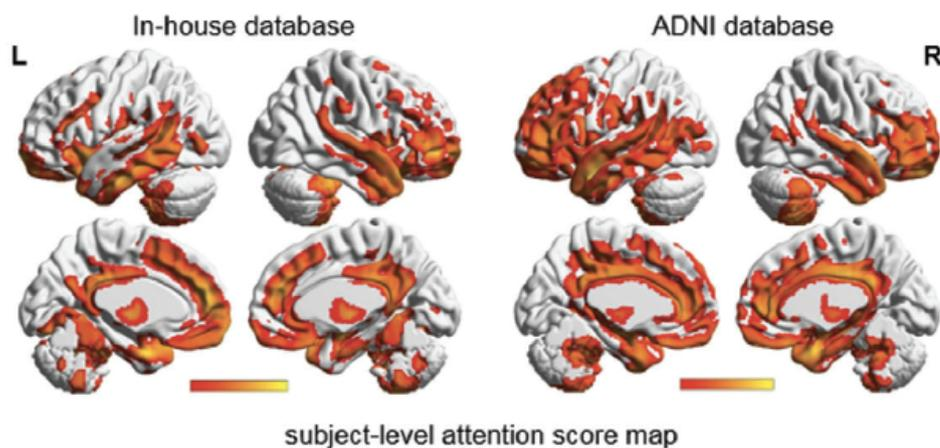 In-house database
ADNI database
L
R
subject-level attention score map